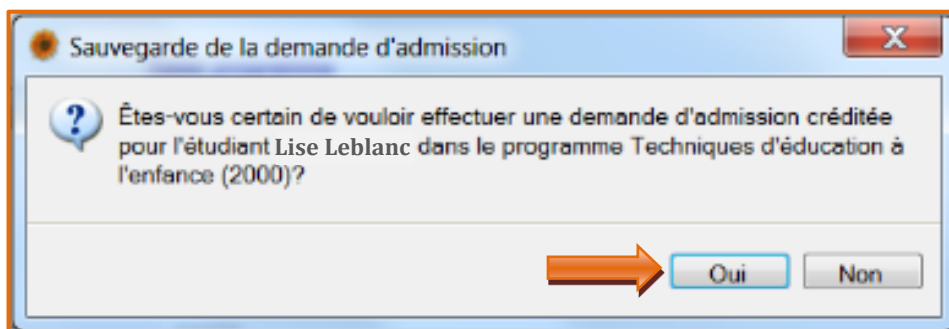 Sauvegarde de la demande d'admission
Êtes-vous certain de vouloir effectuer une demande d'admission créditée
pour l'étudiant Lise Leblanc dans le programme Techniques d'éducation à
l'enfance (2000)?
Oui Non